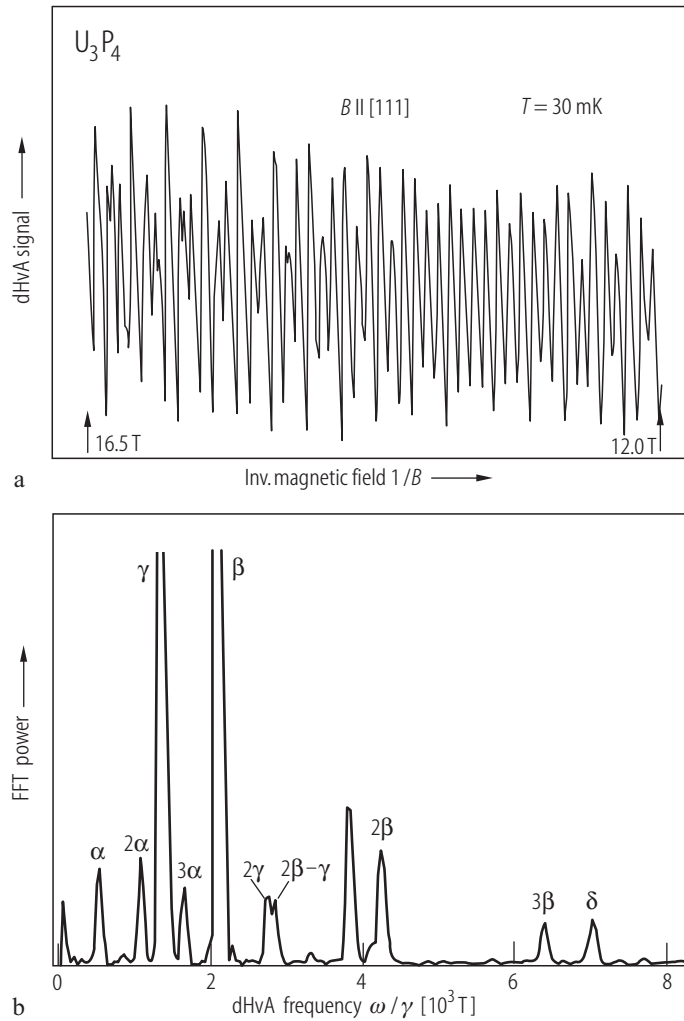 U₃P₄
B II [111]
T = 30 mK
dHvA signal
16.5 T
12.0 T
a
Inv. magnetic field 1/B
γ
β
α
2α
3α
2γ
2β−γ
2β
3β
δ
FFT power
0
2
4
6
8
dHvA frequency ω/γ [10³ T]
b